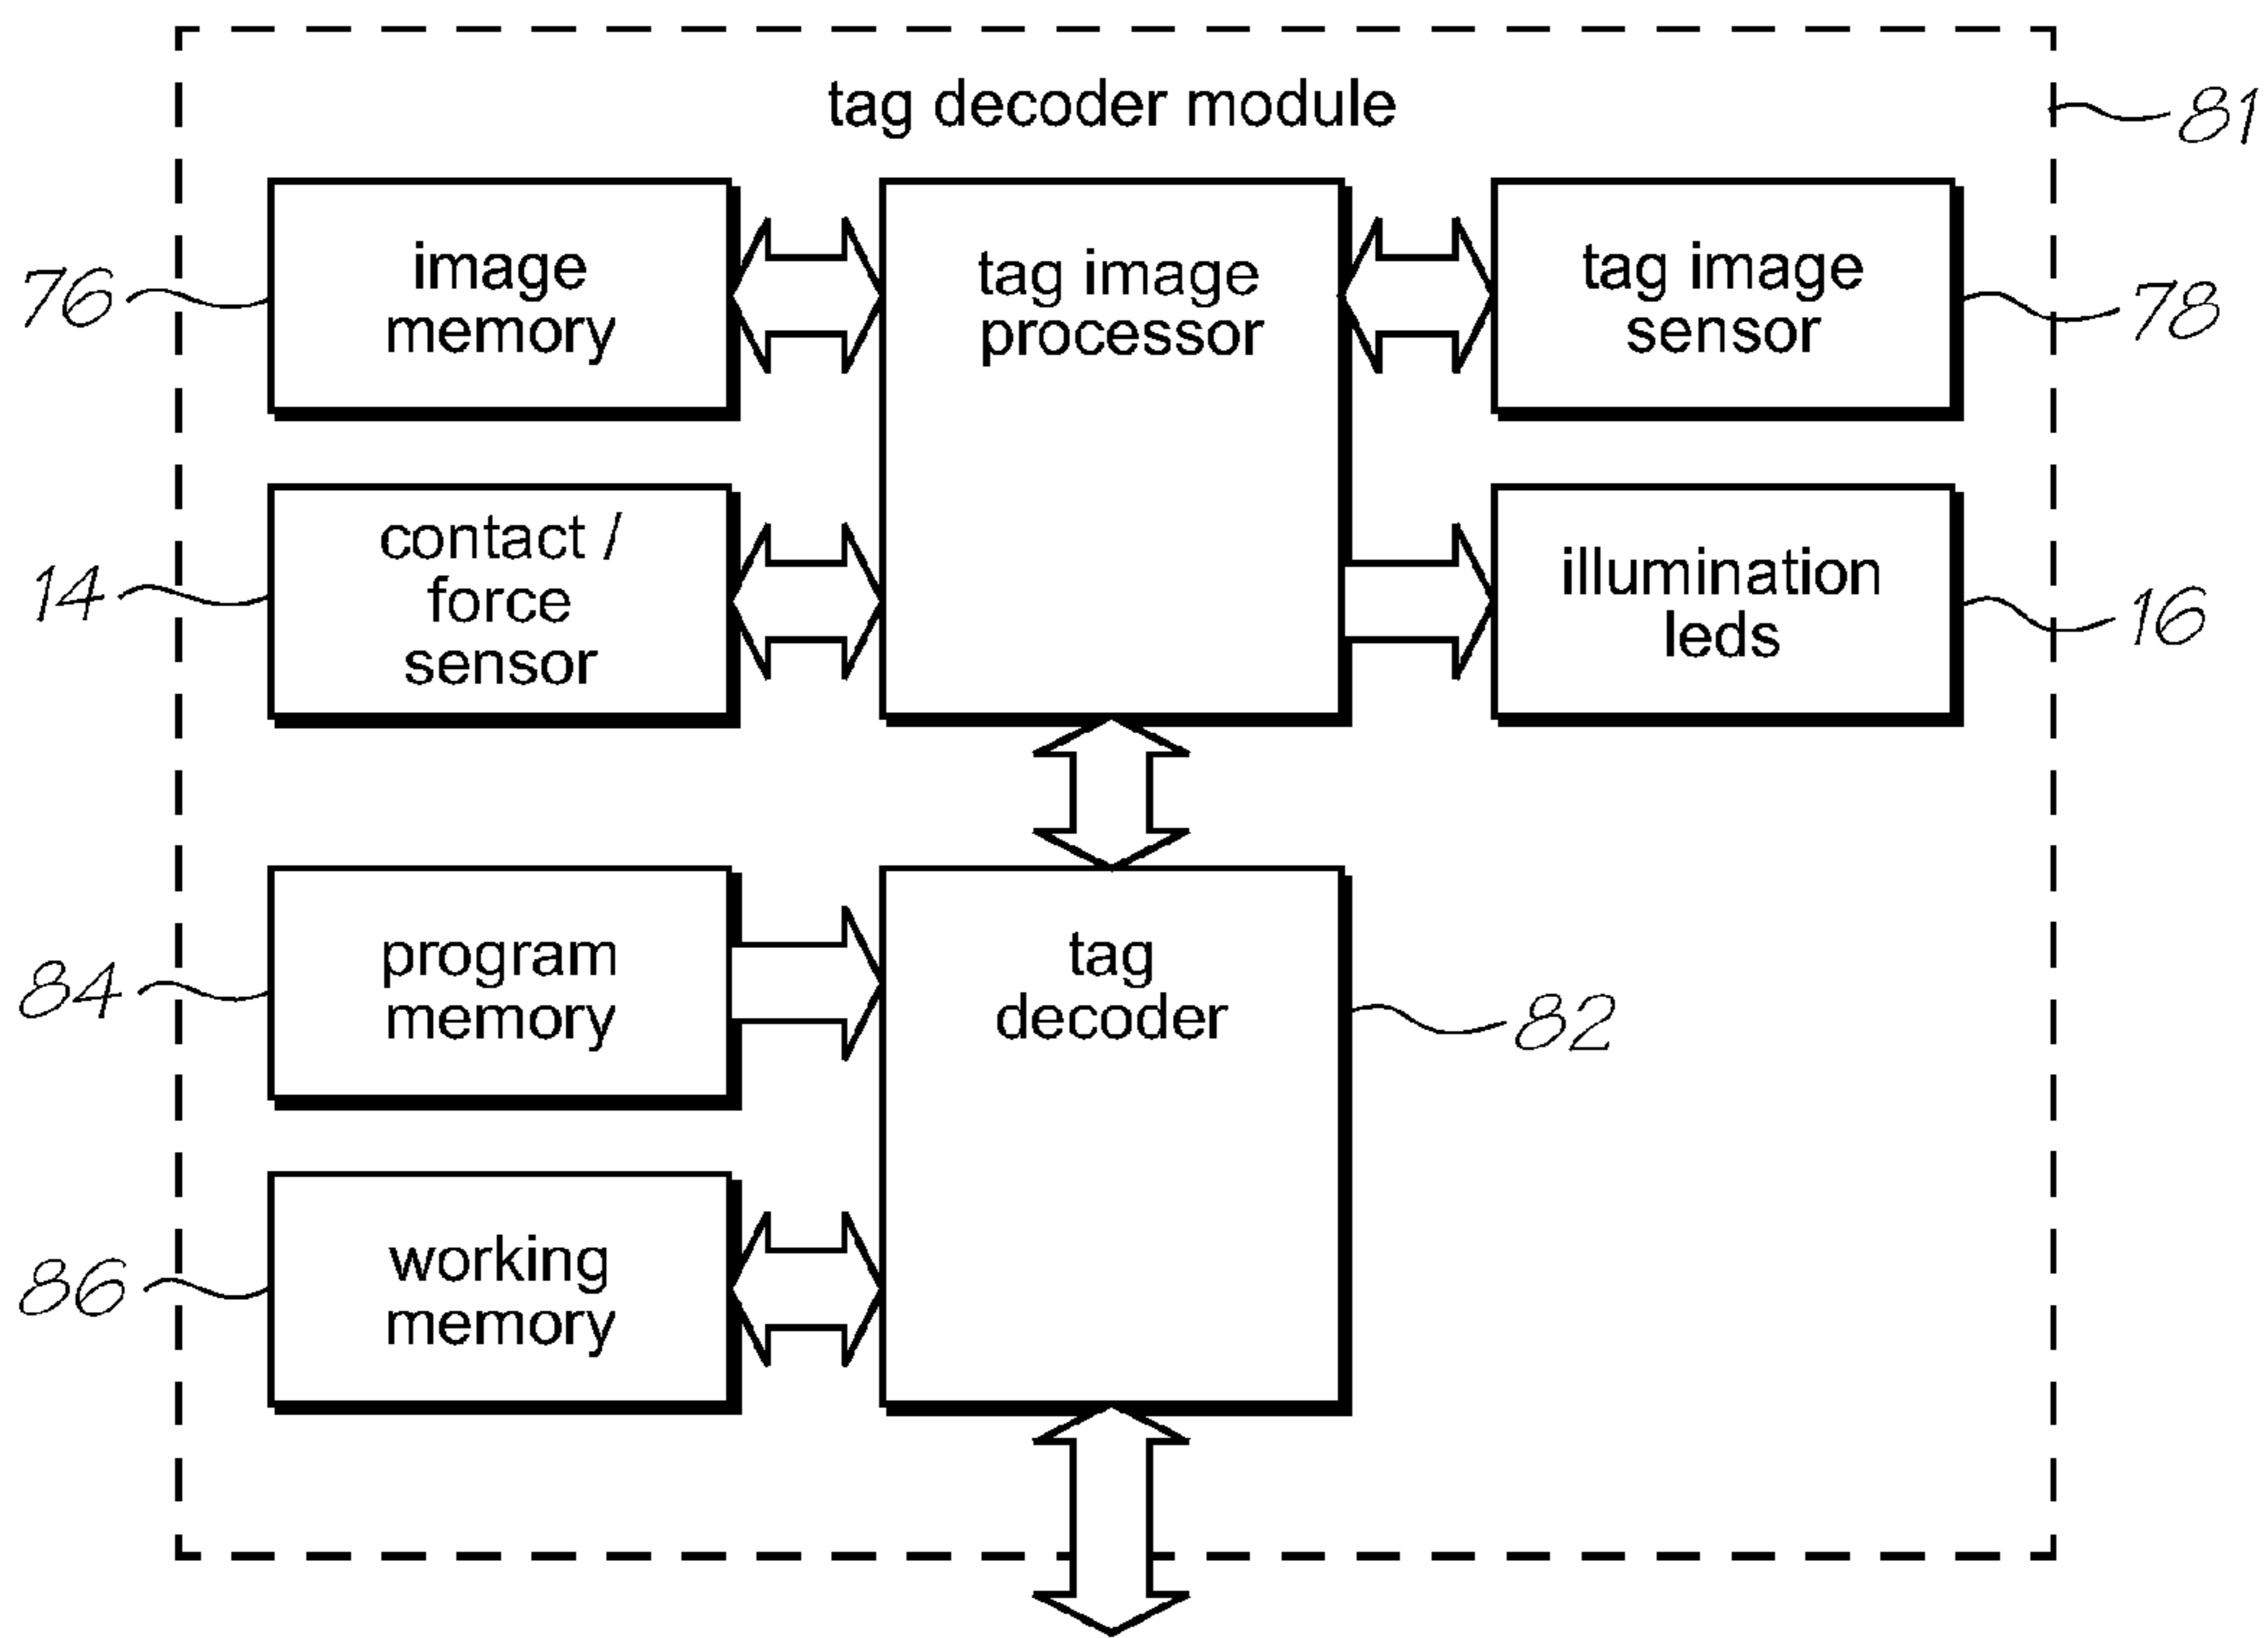 tag decoder module
81
76
image
memory
tag image
processor
tag image
sensor
78
14
contact /
force
sensor
illumination
leds
16
84
program
memory
tag
decoder
82
86
working
memory